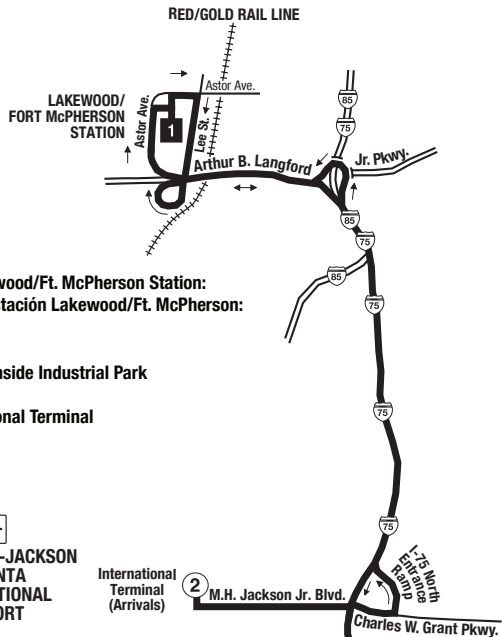 RED/GOLD RAIL LINE
Astor Ave.
LAKEWOOD/
FORT McPHERSON
STATION
Astor Ave.
1
Lee St.
85
75
Arthur B. Langford
Jr. Pkwy.
85
75
85
75
wood/Ft. McPherson Station:
stación Lakewood/Ft. McPherson:
nside Industrial Park
75
onal Terminal
75
-JACKSON
NTA
TIONAL
ORT
International
Terminal
(Arrivals)
2
M.H. Jackson Jr. Blvd.
I-75 North
Entrance
Ramp
Charles W. Grant Pkwy.